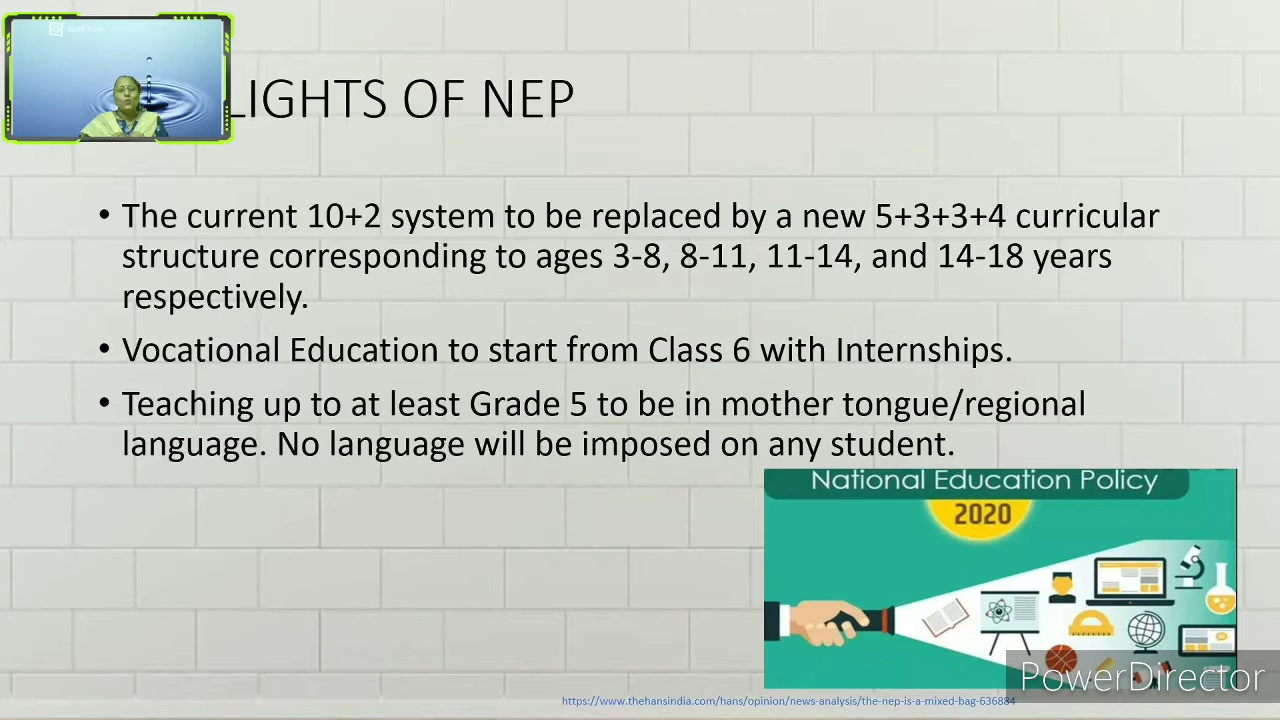 LIGHTS OF NEP
• The current 10+2 system to be replaced by a new 5+3+3+4 curricular
structure corresponding to ages 3-8, 8-11, 11-14, and 14-18 years
respectively.
• Vocational Education to start from Class 6 with Internships.
• Teaching up to at least Grade 5 to be in mother tongue/regional
language. No language will be imposed on any student.
National Education Policy
2020
PowerDirector
https://www.thehansindia.com/hans/opinion/news-analysis/the-nep-is-a-mixed-bag-636884